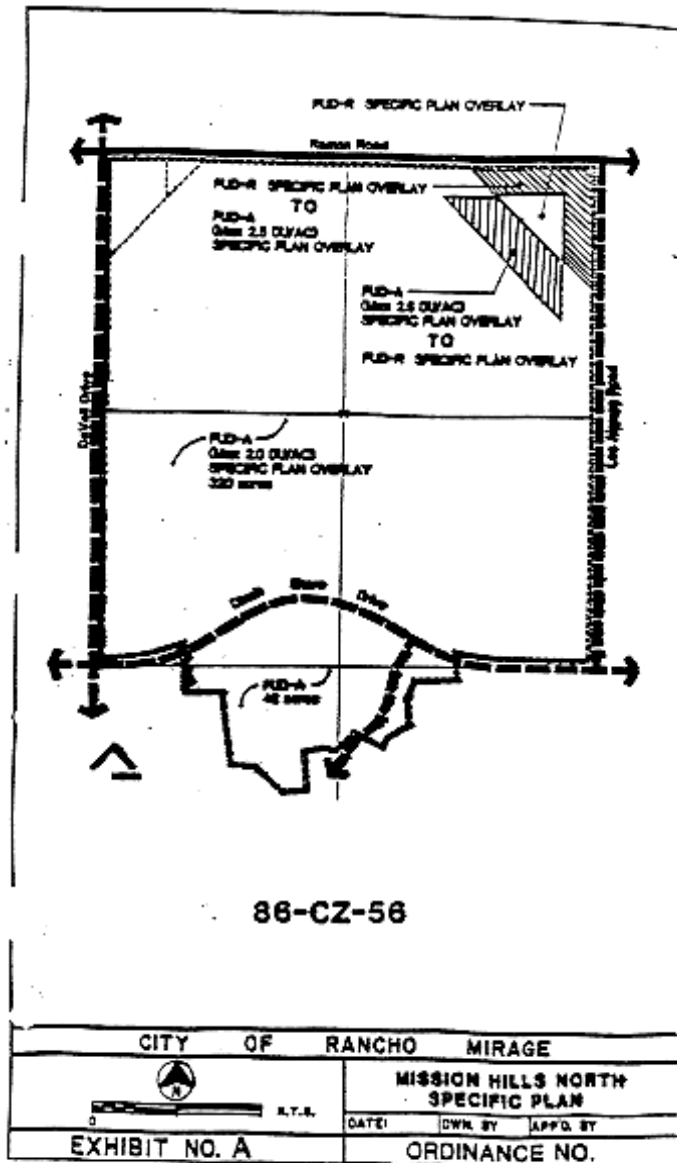 PUD-R SPECIFIC PLAN OVERLAY
Ramon Road
PUD-R SPECIFIC PLAN OVERLAY
TO
PUD-A
(Max 2.5 DU/AC)
SPECIFIC PLAN OVERLAY
PUD-A
(Max 2.5 DU/AC)
SPECIFIC PLAN OVERLAY
TO
PUD-R SPECIFIC PLAN OVERLAY
DaVall Drive
Los Alamos Road
PUD-A
(Max 2.0 DU/AC)
SPECIFIC PLAN OVERLAY
320 acres
Dinah Shore Drive
PUD-A
acres
86-CZ-56
CITY OF RANCHO MIRAGE
N
0
N.T.S.
MISSION HILLS NORTH
SPECIFIC PLAN
DATE: DWN. BY APP'D. BY
EXHIBIT NO. A
ORDINANCE NO.